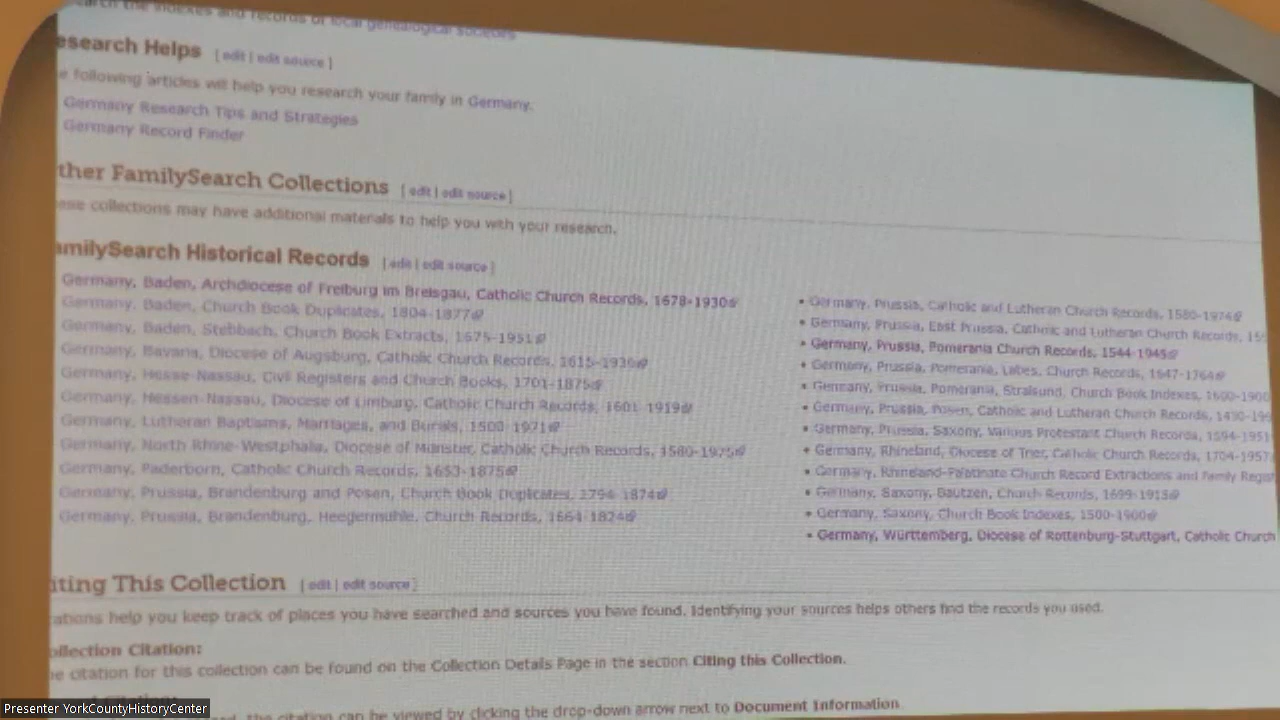 search the indexes and records of local genealogical societies
esearch Helps [ edit | edit source ]
e following articles will help you research your family in Germany.
Germany Research Tips and Strategies
Germany Record Finder
ther FamilySearch Collections [ edit | edit source ]
ese collections may have additional materials to help you with your research.
amilySearch Historical Records [ edit | edit source ]
Germany, Baden, Archdiocese of Freiburg im Breisgau, Catholic Church Records, 1678-1930
Germany, Baden, Church Book Duplicates, 1804-1877
Germany, Baden, Stebbach, Church Book Extracts, 1675-1951
Germany, Bavaria, Diocese of Augsburg, Catholic Church Records, 1615-1930
Germany, Hesse-Nassau, Civil Registers and Church Books, 1701-1875
Germany, Hessen-Nassau, Diocese of Limburg, Catholic Church Records, 1601-1919
Germany, Lutheran Baptisms, Marriages, and Burials, 1500-1971
Germany, North Rhine-Westphalia, Diocese of Münster, Catholic Church Records, 1580-1975
Germany, Paderborn, Catholic Church Records, 1653-1875
Germany, Prussia, Brandenburg and Posen, Church Book Duplicates, 1794-1874
Germany, Prussia, Brandenburg, Heegermühle, Church Records, 1664-1824
• Germany, Prussia, Catholic and Lutheran Church Records, 1580-1974
• Germany, Prussia, East Prussia, Catholic and Lutheran Church Records, 15
• Germany, Prussia, Pomerania Church Records, 1544-1945
• Germany, Prussia, Pomerania, Labes, Church Records, 1647-1764
• Germany, Prussia, Pomerania, Stralsund, Church Book Indexes, 1600-1900
• Germany, Prussia, Posen, Catholic and Lutheran Church Records, 1430-19
• Germany, Prussia, Saxony, Various Protestant Church Records, 1594-1951
• Germany, Rhineland, Diocese of Trier, Catholic Church Records, 1704-1957
• Germany, Rhineland-Palatinate Church Record Extractions and Family Regis
• Germany, Saxony, Bautzen, Church Records, 1699-1915
• Germany, Saxony, Church Book Indexes, 1500-1900
• Germany, Württemberg, Diocese of Rottenburg-Stuttgart, Catholic Church
iting This Collection [ edit | edit source ]
ations help you keep track of places you have searched and sources you have found. Identifying your sources helps others find the records you used.
ollection Citation:
e citation for this collection can be found on the Collection Details Page in the section Citing this Collection.
Citation:
the citation can be viewed by clicking the drop-down arrow next to Document Information
Presenter YorkCountyHistoryCenter